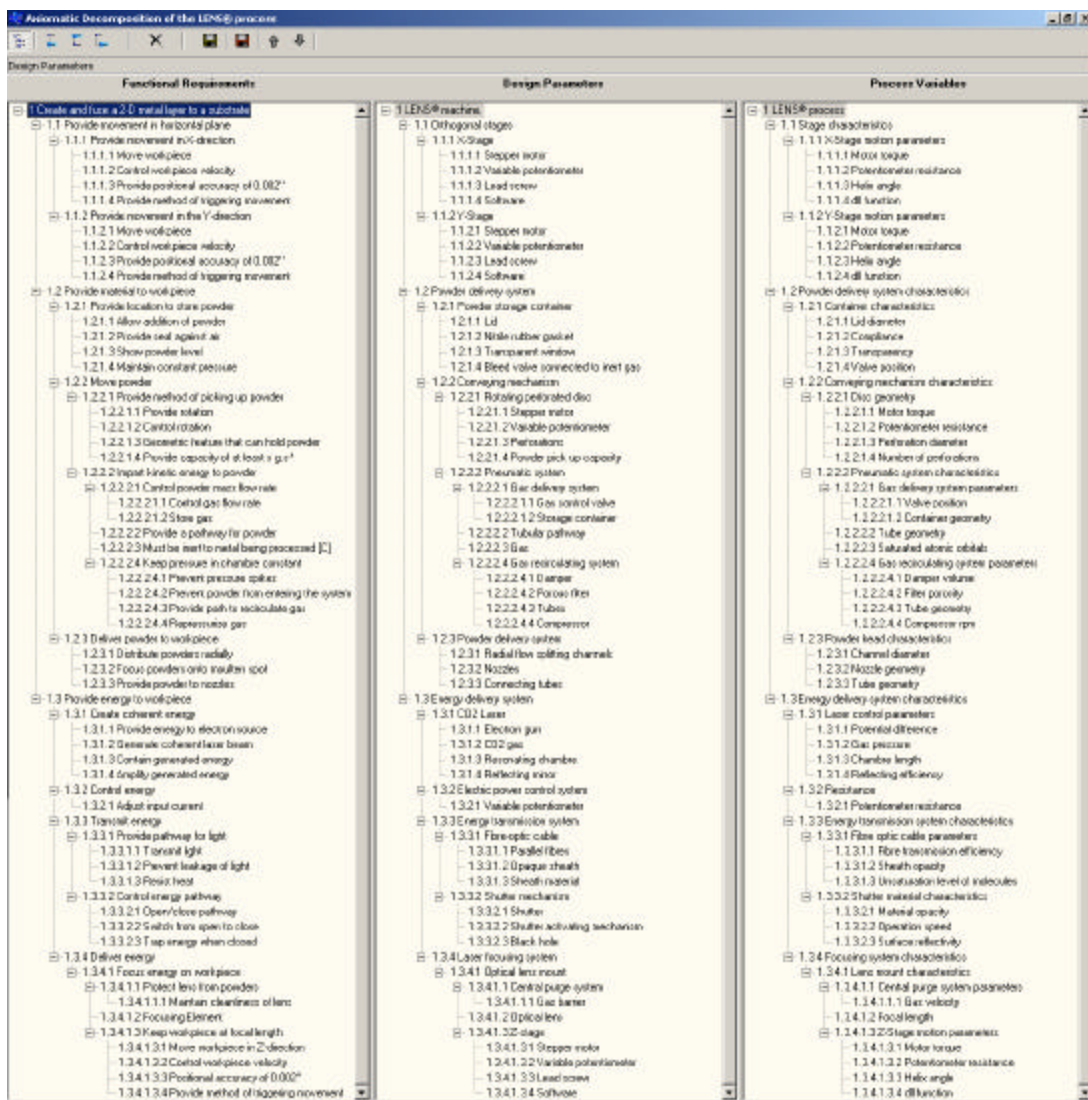 Axiomatic Decomposition of the LENS® process
Design Parameters
Functional Requirements
1 Create and fuse a 2-D metal layer to a substrate
1.1 Provide movement in horizontal plane
1.1.1 Provide movement in X-direction
1.1.1.1 Move workpiece
1.1.1.2 Control workpiece velocity
1.1.1.3 Provide positional accuracy of 0.002"
1.1.1.4 Provide method of triggering movement
1.1.2 Provide movement in the Y-direction
1.1.2.1 Move workpiece
1.1.2.2 Control workpiece velocity
1.1.2.3 Provide positional accuracy of 0.002"
1.1.2.4 Provide method of triggering movement
1.2 Provide material to workpiece
1.2.1 Provide location to store powder
1.2.1.1 Allow addition of powder
1.2.1.2 Provide seal against air
1.2.1.3 Show powder level
1.2.1.4 Maintain constant pressure
1.2.2 Move powder
1.2.2.1 Provide method of picking up powder
1.2.2.1.1 Provide rotation
1.2.2.1.2 Control rotation
1.2.2.1.3 Geometric feature that can hold powder
1.2.2.1.4 Provide capacity of at least x
1.2.2.2 Impart kinetic energy to powder
1.2.2.2.1 Control powder mass flow rate
1.2.2.2.1.1 Control gas flow rate
1.2.2.2.1.2 Store gas
1.2.2.2.2 Provide a pathway for powder
1.2.2.2.3 Must be inert to metal being processed [C]
1.2.2.2.4 Keep pressure in chambre constant
1.2.2.2.4.1 Prevent pressure spikes
1.2.2.2.4.2 Prevent powder from entering the system
1.2.2.2.4.3 Provide path to recirculate gas
1.2.2.2.4.4 Repressurise gas
1.2.3 Deliver powder to workpiece
1.2.3.1 Distribute powders radially
1.2.3.2 Focus powders onto moulten spot
1.2.3.3 Provide powder to nozzles
1.3 Provide energy to workpiece
1.3.1 Create coherent energy
1.3.1.1 Provide energy to electron source
1.3.1.2 Generate coherent laser beam
1.3.1.3 Contain generated energy
1.3.1.4 Amplify generated energy
1.3.2 Control energy
1.3.2.1 Adjust input current
1.3.3 Transmit energy
1.3.3.1 Provide pathway for light
1.3.3.1.1 Transmit light
1.3.3.1.2 Prevent leakage of light
1.3.3.1.3 Resist heat
1.3.3.2 Control energy pathway
1.3.3.2.1 Open/close pathway
1.3.3.2.2 Switch from open to close
1.3.3.2.3 Trap energy when closed
1.3.4 Deliver energy
1.3.4.1 Focus energy on workpiece
1.3.4.1.1 Protect lens from powders
1.3.4.1.1.1 Maintain cleanliness of lens
1.3.4.1.2 Focusing Element
1.3.4.1.3 Keep workpiece at focal length
1.3.4.1.3.1 Move workpiece in Z-direction
1.3.4.1.3.2 Control workpiece velocity
1.3.4.1.3.3 Positional accuracy of 0.002"
1.3.4.1.3.4 Provide method of triggering movement
Design Parameters
1 LENS® machine
1.1 Orthogonal stages
1.1.1 X-Stage
1.1.1.1 Stepper motor
1.1.1.2 Variable potentiometer
1.1.1.3 Lead screw
1.1.1.4 Software
1.1.2 Y-Stage
1.1.2.1 Stepper motor
1.1.2.2 Variable potentiometer
1.1.2.3 Lead screw
1.1.2.4 Software
1.2 Powder delivery system
1.2.1 Powder storage container
1.2.1.1 Lid
1.2.1.2 Nitrile rubber gasket
1.2.1.3 Transparent window
1.2.1.4 Bleed valve connected to inert gas
1.2.2 Conveying mechanism
1.2.2.1 Rotating perforated disc
1.2.2.1.1 Stepper motor
1.2.2.1.2 Variable potentiometer
1.2.2.1.3 Perforations
1.2.2.1.4 Powder pick up capacity
1.2.2.2 Pneumatic system
1.2.2.2.1 Gas delivery system
1.2.2.2.1.1 Gas control valve
1.2.2.2.1.2 Storage container
1.2.2.2.2 Tubular pathway
1.2.2.2.3 Gas
1.2.2.2.4 Gas recirculating system
1.2.2.2.4.1 Damper
1.2.2.2.4.2 Porous filter
1.2.2.2.4.3 Tubes
1.2.2.2.4.4 Compressor
1.2.3 Powder delivery system
1.2.3.1 Radial flow splitting channels
1.2.3.2 Nozzles
1.2.3.3 Connecting tubes
1.3 Energy delivery system
1.3.1 CO2 Laser
1.3.1.1 Electron gun
1.3.1.2 CO2 gas
1.3.1.3 Resonating chambre
1.3.1.4 Reflecting mirror
1.3.2 Electric power control system
1.3.2.1 Variable potentiometer
1.3.3 Energy transmission system
1.3.3.1 Fibre-optic cable
1.3.3.1.1 Parallel fibres
1.3.3.1.2 Opaque sheath
1.3.3.1.3 Sheath material
1.3.3.2 Shutter mechanism
1.3.3.2.1 Shutter
1.3.3.2.2 Shutter activating mechanism
1.3.3.2.3 Black hole
1.3.4 Laser focusing system
1.3.4.1 Optical lens mount
1.3.4.1.1 Central purge system
1.3.4.1.1.1 Gas barrier
1.3.4.1.2 Optical lens
1.3.4.1.3 Z-stage
1.3.4.1.3.1 Stepper motor
1.3.4.1.3.2 Variable potentiometer
1.3.4.1.3.3 Lead screw
1.3.4.1.3.4 Software
Process Variables
1 LENS® process
1.1 Stage characteristics
1.1.1 X-Stage motion parameters
1.1.1.1 Motor torque
1.1.1.2 Potentiometer resistance
1.1.1.3 Helix angle
1.1.1.4 dll function
1.1.2 Y-Stage motion parameters
1.1.2.1 Motor torque
1.1.2.2 Potentiometer resistance
1.1.2.3 Helix angle
1.1.2.4 dll function
1.2 Powder delivery system characteristics
1.2.1 Container characteristics
1.2.1.1 Lid diameter
1.2.1.2 Compliance
1.2.1.3 Transparency
1.2.1.4 Valve position
1.2.2 Conveying mechanism characteristics
1.2.2.1 Disc geometry
1.2.2.1.1 Motor torque
1.2.2.1.2 Potentiometer resistance
1.2.2.1.3 Perforation diameter
1.2.2.1.4 Number of perforations
1.2.2.2 Pneumatic system characteristics
1.2.2.2.1 Gas delivery system parameters
1.2.2.2.1.1 Valve position
1.2.2.2.1.2 Container geometry
1.2.2.2.2 Tube geometry
1.2.2.2.3 Saturated atomic orbitals
1.2.2.2.4 Gas recirculating system parameters
1.2.2.2.4.1 Damper volume
1.2.2.2.4.2 Filter porosity
1.2.2.2.4.3 Tube geometry
1.2.2.2.4.4 Compressor rpm
1.2.3 Powder head characteristics
1.2.3.1 Channel diameter
1.2.3.2 Nozzle geometry
1.2.3.3 Tube geometry
1.3 Energy delivery system characteristics
1.3.1 Laser control parameters
1.3.1.1 Potential difference
1.3.1.2 Gas pressure
1.3.1.3 Chambre length
1.3.1.4 Reflecting efficiency
1.3.2 Resistance
1.3.2.1 Potentiometer resistance
1.3.3 Energy transmission system characteristics
1.3.3.1 Fibre optic cable parameters
1.3.3.1.1 Fibre transmission efficiency
1.3.3.1.2 Sheath opacity
1.3.3.1.3 Unsaturation level of molecules
1.3.3.2 Shutter material characteristics
1.3.3.2.1 Material opacity
1.3.3.2.2 Operation speed
1.3.3.2.3 Surface reflectivity
1.3.4 Focusing system characteristics
1.3.4.1 Lens mount characteristics
1.3.4.1.1 Central purge system parameters
1.3.4.1.1.1 Gas velocity
1.3.4.1.2 Focal length
1.3.4.1.3 Z-Stage motion parameters
1.3.4.1.3.1 Motor torque
1.3.4.1.3.2 Potentiometer resistance
1.3.4.1.3.3 Helix angle
1.3.4.1.3.4 dll function